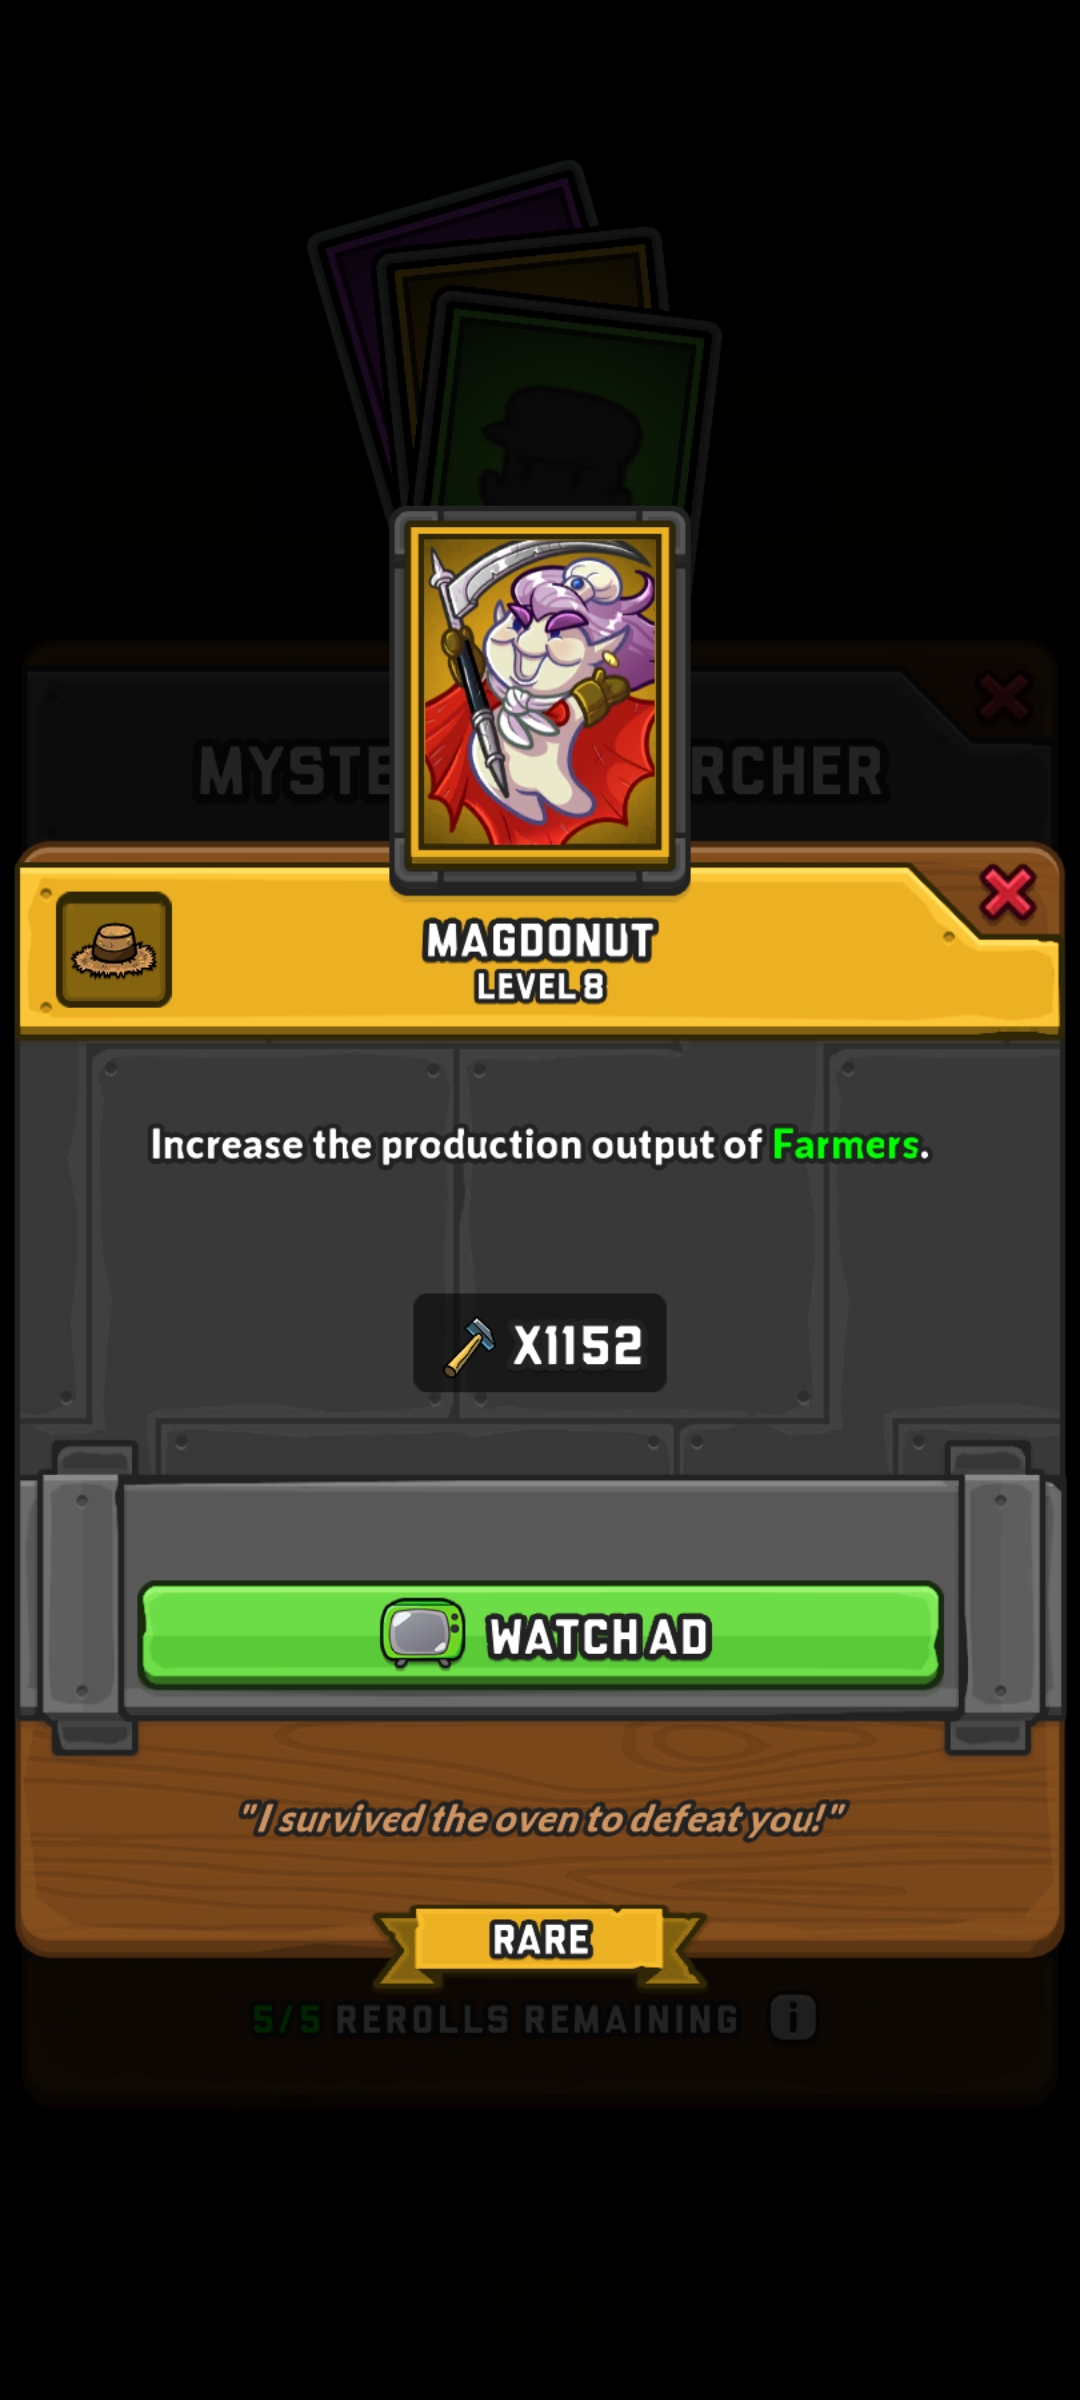 MYSTE RCHER
MAGDONUT
LEVEL 8
Increase the production output of Farmers.
X1152
WATCH AD
"I survived the oven to defeat you!"
RARE
5/5 REROLLS REMAINING i